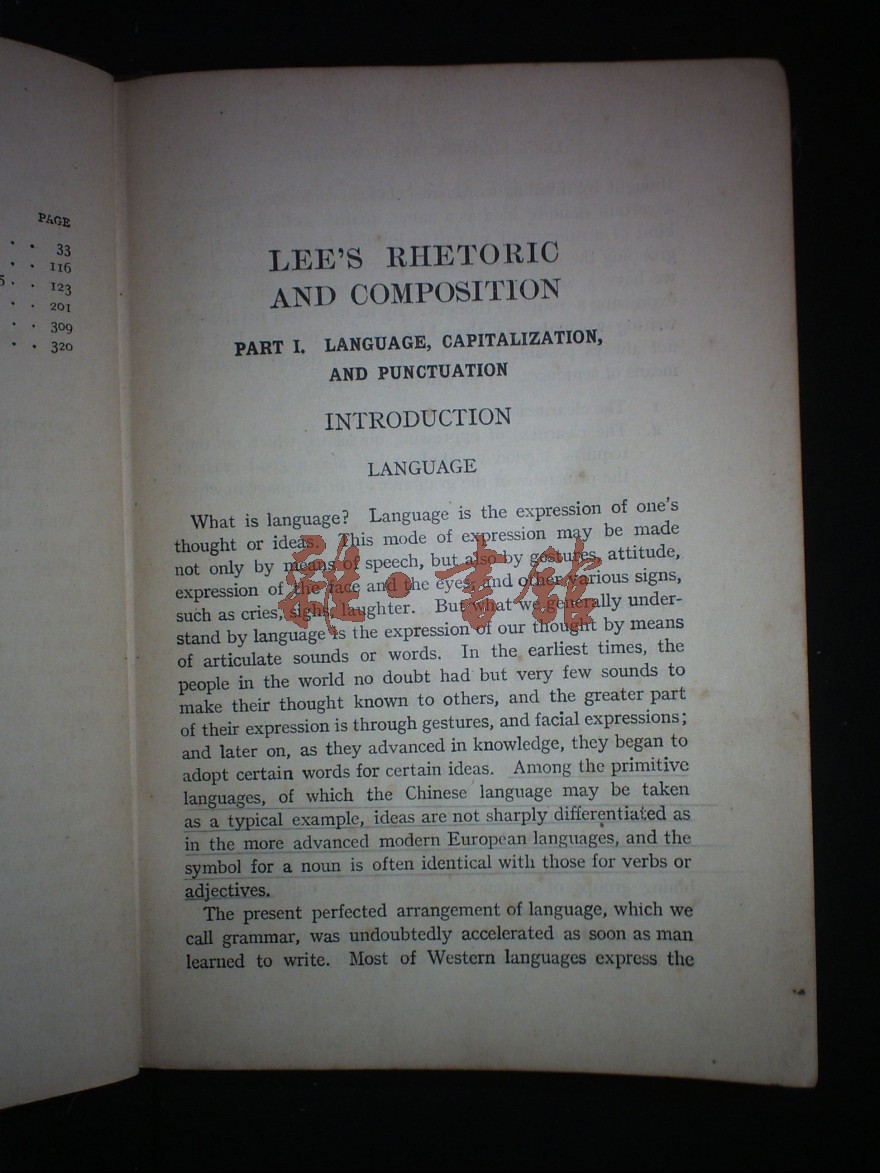 PAGE
. . 33
. . 116
5 . . 123
. . 201
. . 309
. . 320
LEE'S RHETORIC
AND COMPOSITION
PART I. LANGUAGE, CAPITALIZATION,
AND PUNCTUATION
INTRODUCTION
LANGUAGE
What is language? Language is the expression of one's
thought or ideas. This mode of expression may be made
not only by means of speech, but also by gestures, attitude,
expression of the face and the eyes, and other various signs,
such as cries, sighs, laughter. But what we generally under-
stand by language is the expression of our thought by means
of articulate sounds or words. In the earliest times, the
people in the world no doubt had but very few sounds to
make their thought known to others, and the greater part
of their expression is through gestures, and facial expressions;
and later on, as they advanced in knowledge, they began to
adopt certain words for certain ideas. Among the primitive
languages, of which the Chinese language may be taken
as a typical example, ideas are not sharply differentiated as
in the more advanced modern European languages, and the
symbol for a noun is often identical with those for verbs or
adjectives.
The present perfected arrangement of language, which we
call grammar, was undoubtedly accelerated as soon as man
learned to write. Most of Western languages express the
雜·書館